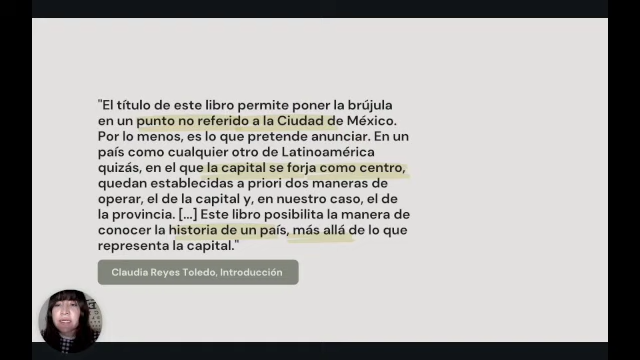 "El título de este libro permite poner la brújula
en un punto no referido a la Ciudad de México.
Por lo menos, es lo que pretende anunciar. En un
país como cualquier otro de Latinoamérica
quizás, en el que la capital se forja como centro,
quedan establecidas a priori dos maneras de
operar, el de la capital y, en nuestro caso, el de
la provincia. [...] Este libro posibilita la manera de
conocer la historia de un país, más allá de lo que
representa la capital."
Claudia Reyes Toledo, Introducción